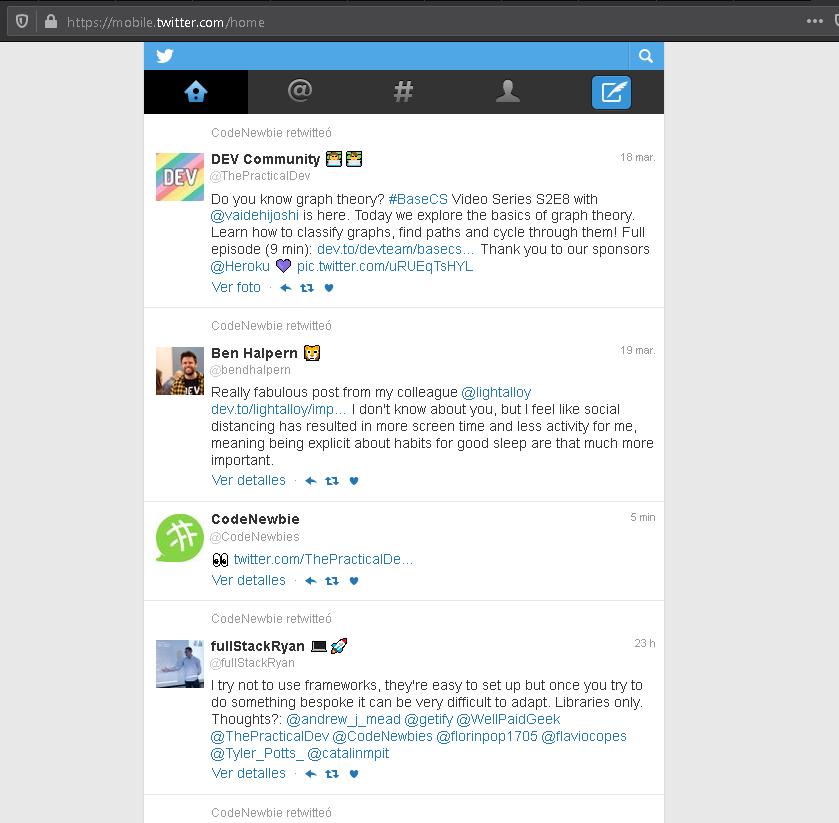 https://mobile.twitter.com/home
@ #
CodeNewbie retwitteó
DEV Community
18 mar.
@ThePracticalDev
DEV
Do you know graph theory? #BaseCS Video Series S2E8 with
@vaidehijoshi is here. Today we explore the basics of graph theory.
Learn how to classify graphs, find paths and cycle through them! Full
episode (9 min): dev.to/devteam/basecs… Thank you to our sponsors
@Heroku 💜 pic.twitter.com/uRUEqTsHYL
Ver foto ·
CodeNewbie retwitteó
Ben Halpern 🐯
19 mar.
@bendhalpern
DEV
Really fabulous post from my colleague @lightalloy
dev.to/lightalloy/imp… I don't know about you, but I feel like social
distancing has resulted in more screen time and less activity for me,
meaning being explicit about habits for good sleep are that much more
important.
Ver detalles ·
CodeNewbie
5 min
@CodeNewbies
👀 twitter.com/ThePracticalDe…
Ver detalles ·
CodeNewbie retwitteó
fullStackRyan 💻🚀
23 h
@fullStackRyan
I try not to use frameworks, they're easy to set up but once you try to
do something bespoke it can be very difficult to adapt. Libraries only.
Thoughts?: @andrew_j_mead @getify @WellPaidGeek
@ThePracticalDev @CodeNewbies @florinpop1705 @flaviocopes
@Tyler_Potts_ @catalinmpit
Ver detalles ·
CodeNewbie retwitteó